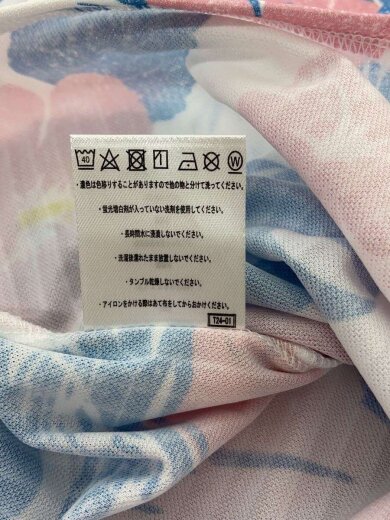 40 W
・濃色は色移りすることがありますので他の物と分けて洗ってください。
・蛍光増白剤が入っていない洗剤を使用してください。
・長時間水に浸漬しないでください。
・洗濯後濡れたまま放置しないでください。
・タンブル乾燥しないでください。
・アイロンをかける際はあて布をしてからおかけください。
T24-01